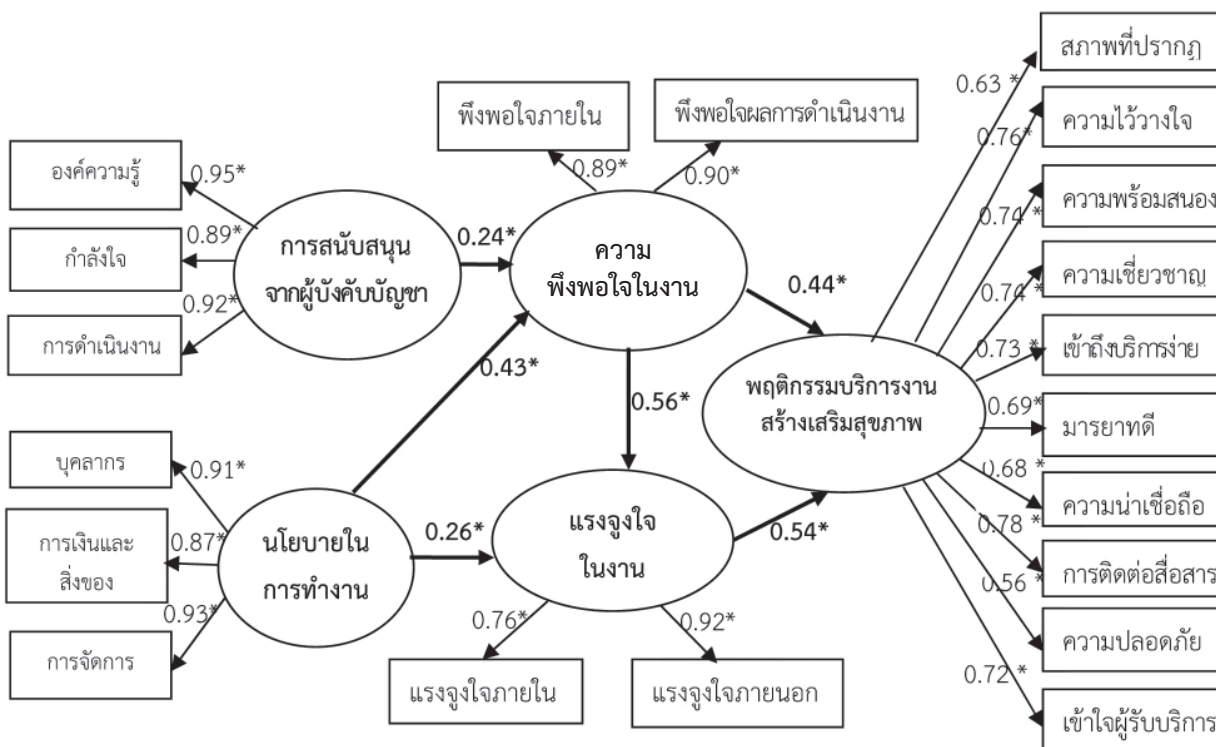 สภาพที่ปรากฏ
0.63 *
พึงพอใจภายใน
พึงพอใจผลการดำเนินงาน
0.76*
ความไว้วางใจ
องค์ความรู้
0.95*
0.89*
0.90*
ความพร้อมสนอง
0.74 *
กำลังใจ
0.89*
การสนับสนุน
จากผู้บังคับบัญชา
0.24*
ความ
พึงพอใจในงาน
0.44*
ความเชี่ยวชาญ
0.74 *
การดำเนินงาน
0.92*
0.43*
0.73 *
เข้าถึงบริการง่าย
0.56*
พฤติกรรมบริการงาน
สร้างเสริมสุขภาพ
0.69*
มารยาทดี
บุคลากร
0.91*
0.68 *
ความน่าเชื่อถือ
การเงินและ
สิ่งของ
0.87*
นโยบายใน
การทำงาน
0.26*
แรงจูงใจ
ในงาน
0.54*
0.78 *
การติดต่อสื่อสาร
0.56 *
การจัดการ
0.93*
0.76*
0.92*
ความปลอดภัย
แรงจูงใจภายใน
แรงจูงใจภายนอก
0.72 *
เข้าใจผู้รับบริการ